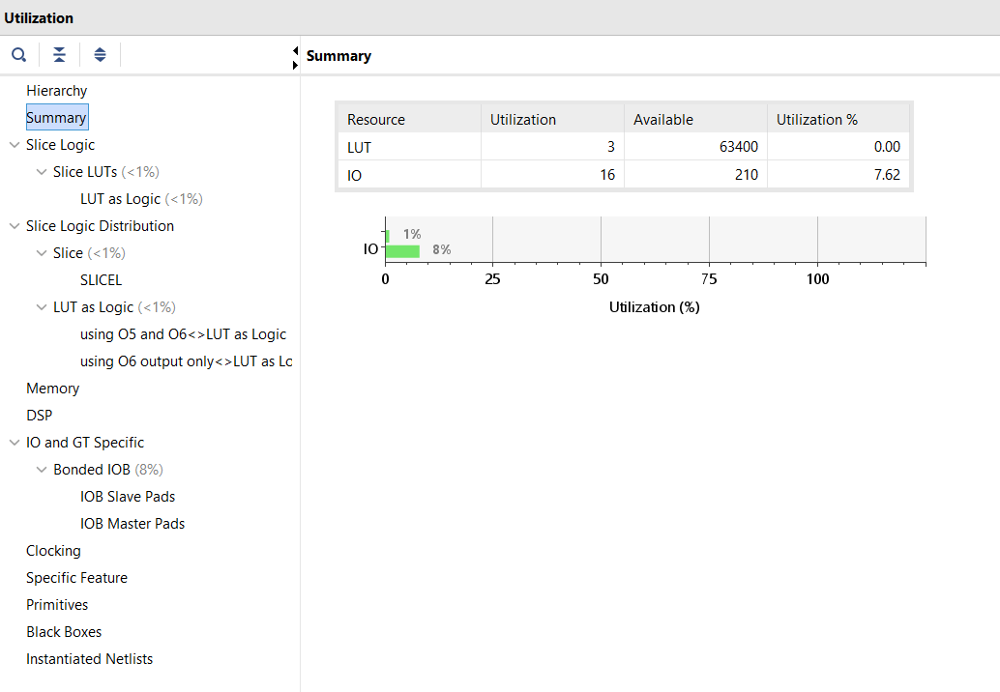 Utilization
Summary
Hierarchy
Summary
Slice Logic
Slice LUTs (<1%)
LUT as Logic (<1%)
Slice Logic Distribution
Slice (<1%)
SLICEL
LUT as Logic (<1%)
using O5 and O6<>LUT as Logic
using O6 output only<>LUT as Lc
Memory
DSP
IO and GT Specific
Bonded IOB (8%)
IOB Slave Pads
IOB Master Pads
Clocking
Specific Feature
Primitives
Black Boxes
Instantiated Netlists
Resource Utilization Available Utilization %
LUT 3 63400 0.00
IO 16 210 7.62
1%
IO 8%
0 25 50 75 100
Utilization (%)